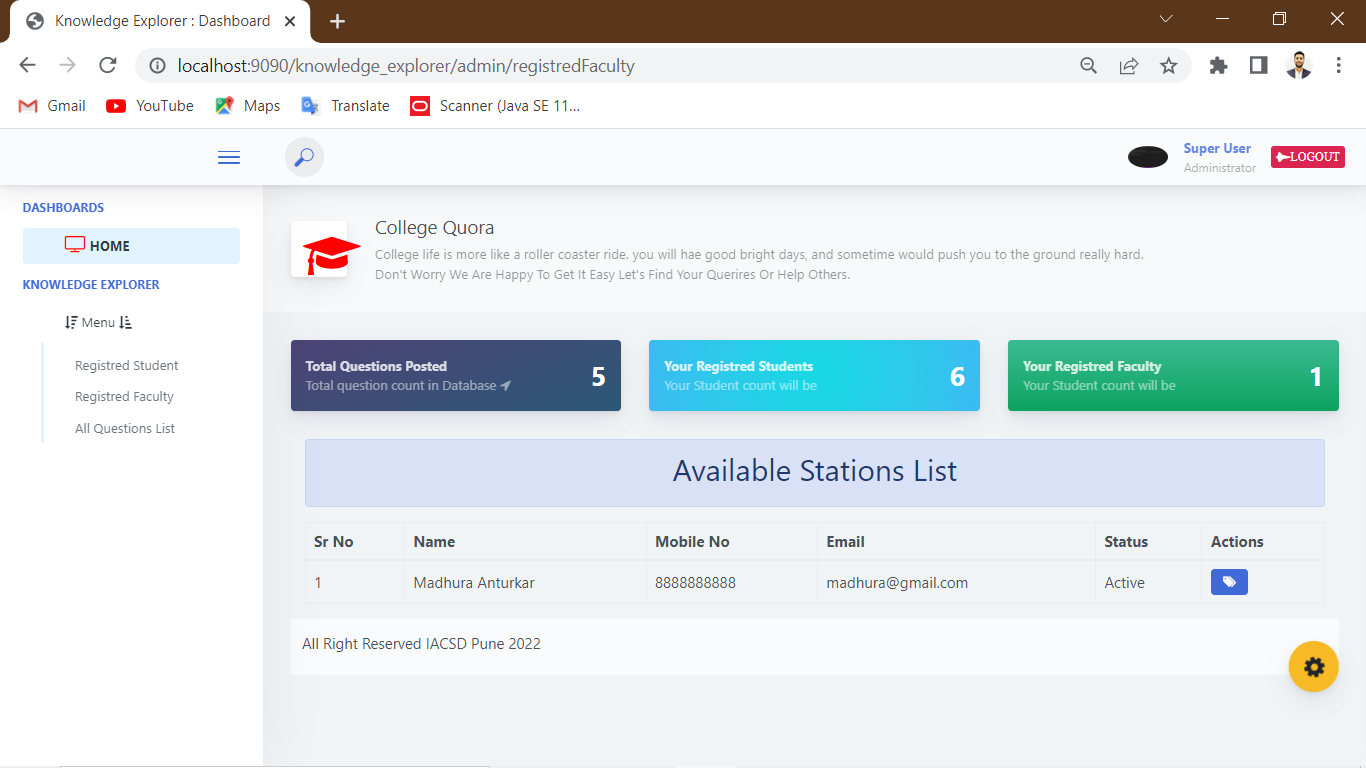 Knowledge Explorer : Dashboard
localhost:9090/knowledge_explorer/admin/registredFaculty
Gmail YouTube Maps Translate Scanner (Java SE 11...
Super User
Administrator
LOGOUT
DASHBOARDS
HOME
KNOWLEDGE EXPLORER
Menu
Registred Student
Registred Faculty
All Questions List
College Quora
College life is more like a roller coaster ride. you will hae good bright days, and sometime would push you to the ground really hard.
Don't Worry We Are Happy To Get It Easy Let's Find Your Querires Or Help Others.
Total Questions Posted
Total question count in Database
5
Your Registred Students
Your Student count will be
6
Your Registred Faculty
Your Student count will be
1
Available Stations List
Sr No Name Mobile No Email Status Actions
1 Madhura Anturkar 8888888888 madhura@gmail.com Active
All Right Reserved IACSD Pune 2022